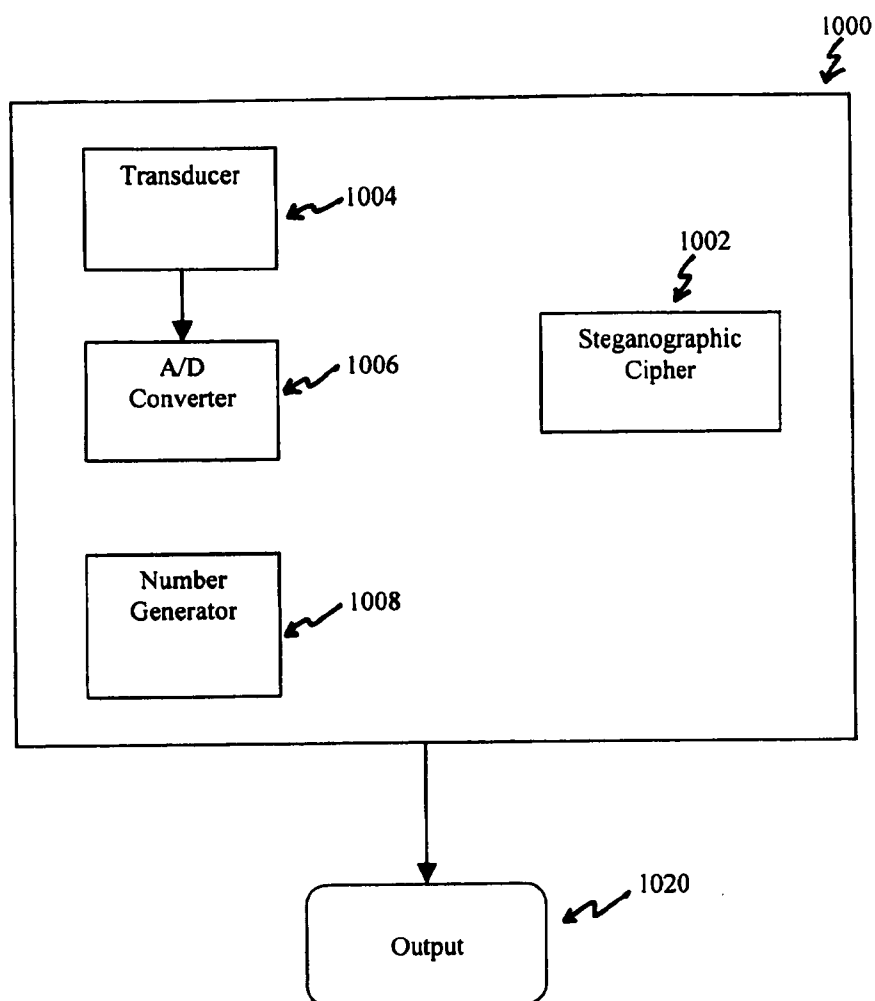 1000
Transducer
1004
1002
Steganographic
Cipher
A/D
Converter
1006
Number
Generator
1008
1020
Output